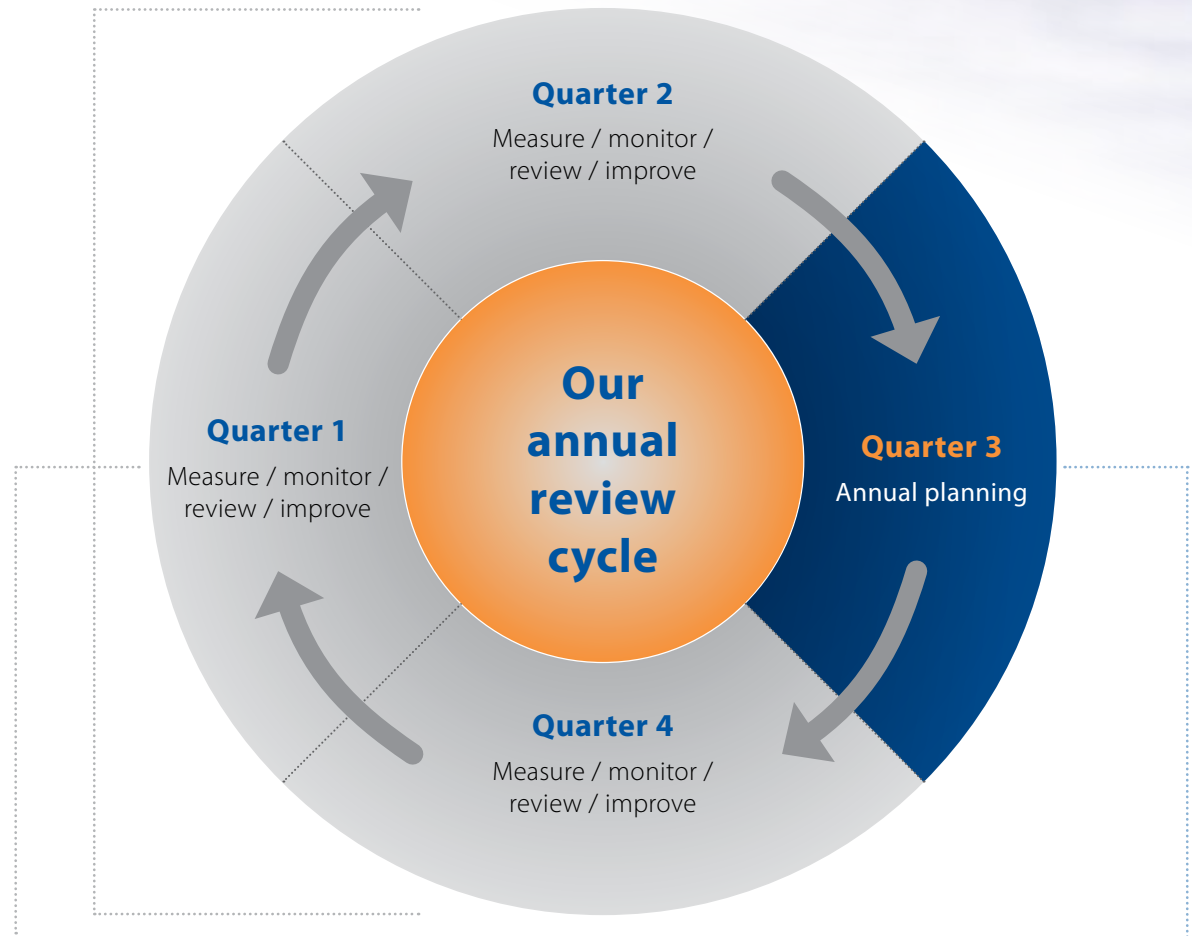 Quarter 2
Measure / monitor /
review / improve
Quarter 1
Measure / monitor /
review / improve
Our
annual
review
cycle
Quarter 3
Annual planning
Quarter 4
Measure / monitor /
review / improve